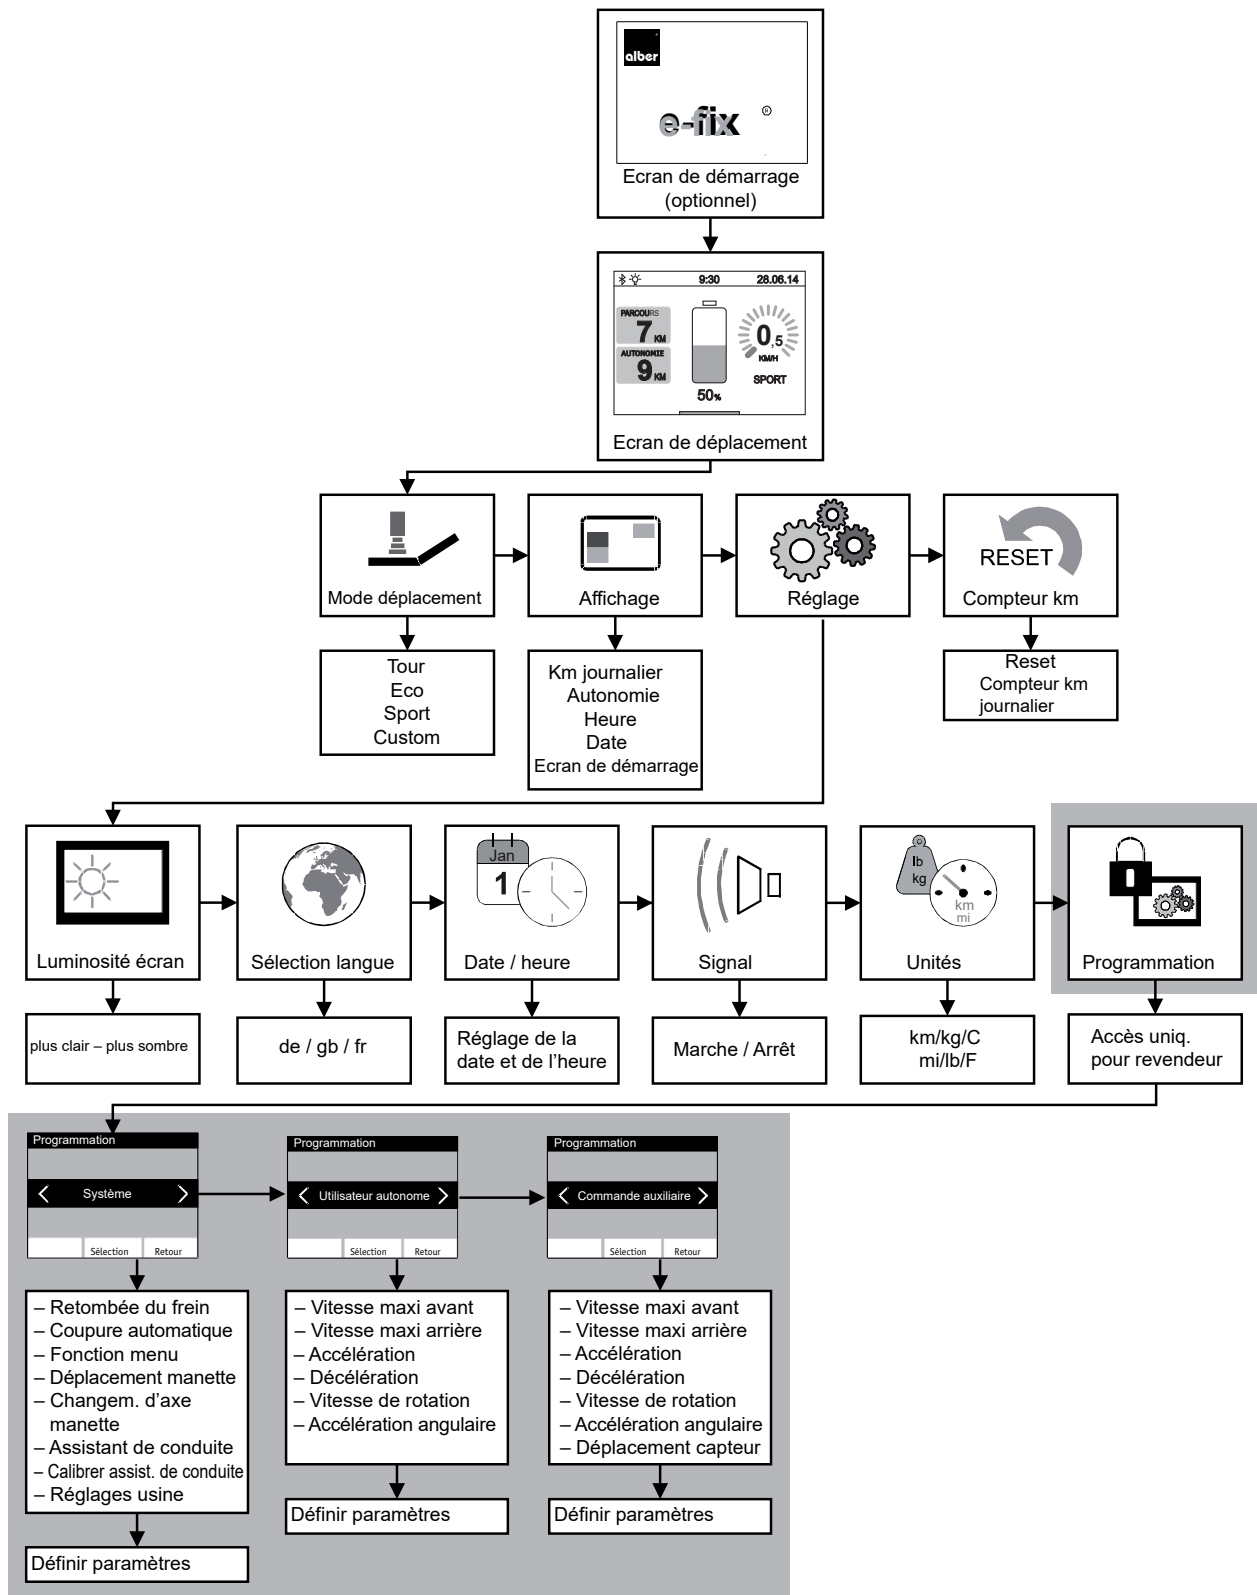 alber
e-fix ®
Ecran de démarrage
(optionnel)
9:30 28.06.14
PARCOURS
7 KM
AUTONOMIE
9 KM
50%
0,5
KM/H
SPORT
Ecran de déplacement
Mode déplacement
Affichage
Réglage
RESET
Compteur km
Tour
Eco
Sport
Custom
Km journalier
Autonomie
Heure
Date
Ecran de démarrage
Reset
Compteur km
journalier
Luminosité écran
Sélection langue
Jan
1
Date / heure
Signal
lb
kg
km
mi
Unités
Programmation
plus clair – plus sombre
de / gb / fr
Réglage de la
date et de l'heure
Marche / Arrêt
km/kg/C
mi/lb/F
Accès uniq.
pour revendeur
Programmation
Système
Sélection Retour
Programmation
Utilisateur autonome
Sélection Retour
Programmation
Commande auxiliaire
Sélection Retour
– Retombée du frein
– Coupure automatique
– Fonction menu
– Déplacement manette
– Changem. d'axe
manette
– Assistant de conduite
– Calibrer assist. de conduite
– Réglages usine
Définir paramètres
– Vitesse maxi avant
– Vitesse maxi arrière
– Accélération
– Décélération
– Vitesse de rotation
– Accélération angulaire
Définir paramètres
– Vitesse maxi avant
– Vitesse maxi arrière
– Accélération
– Décélération
– Vitesse de rotation
– Accélération angulaire
– Déplacement capteur
Définir paramètres